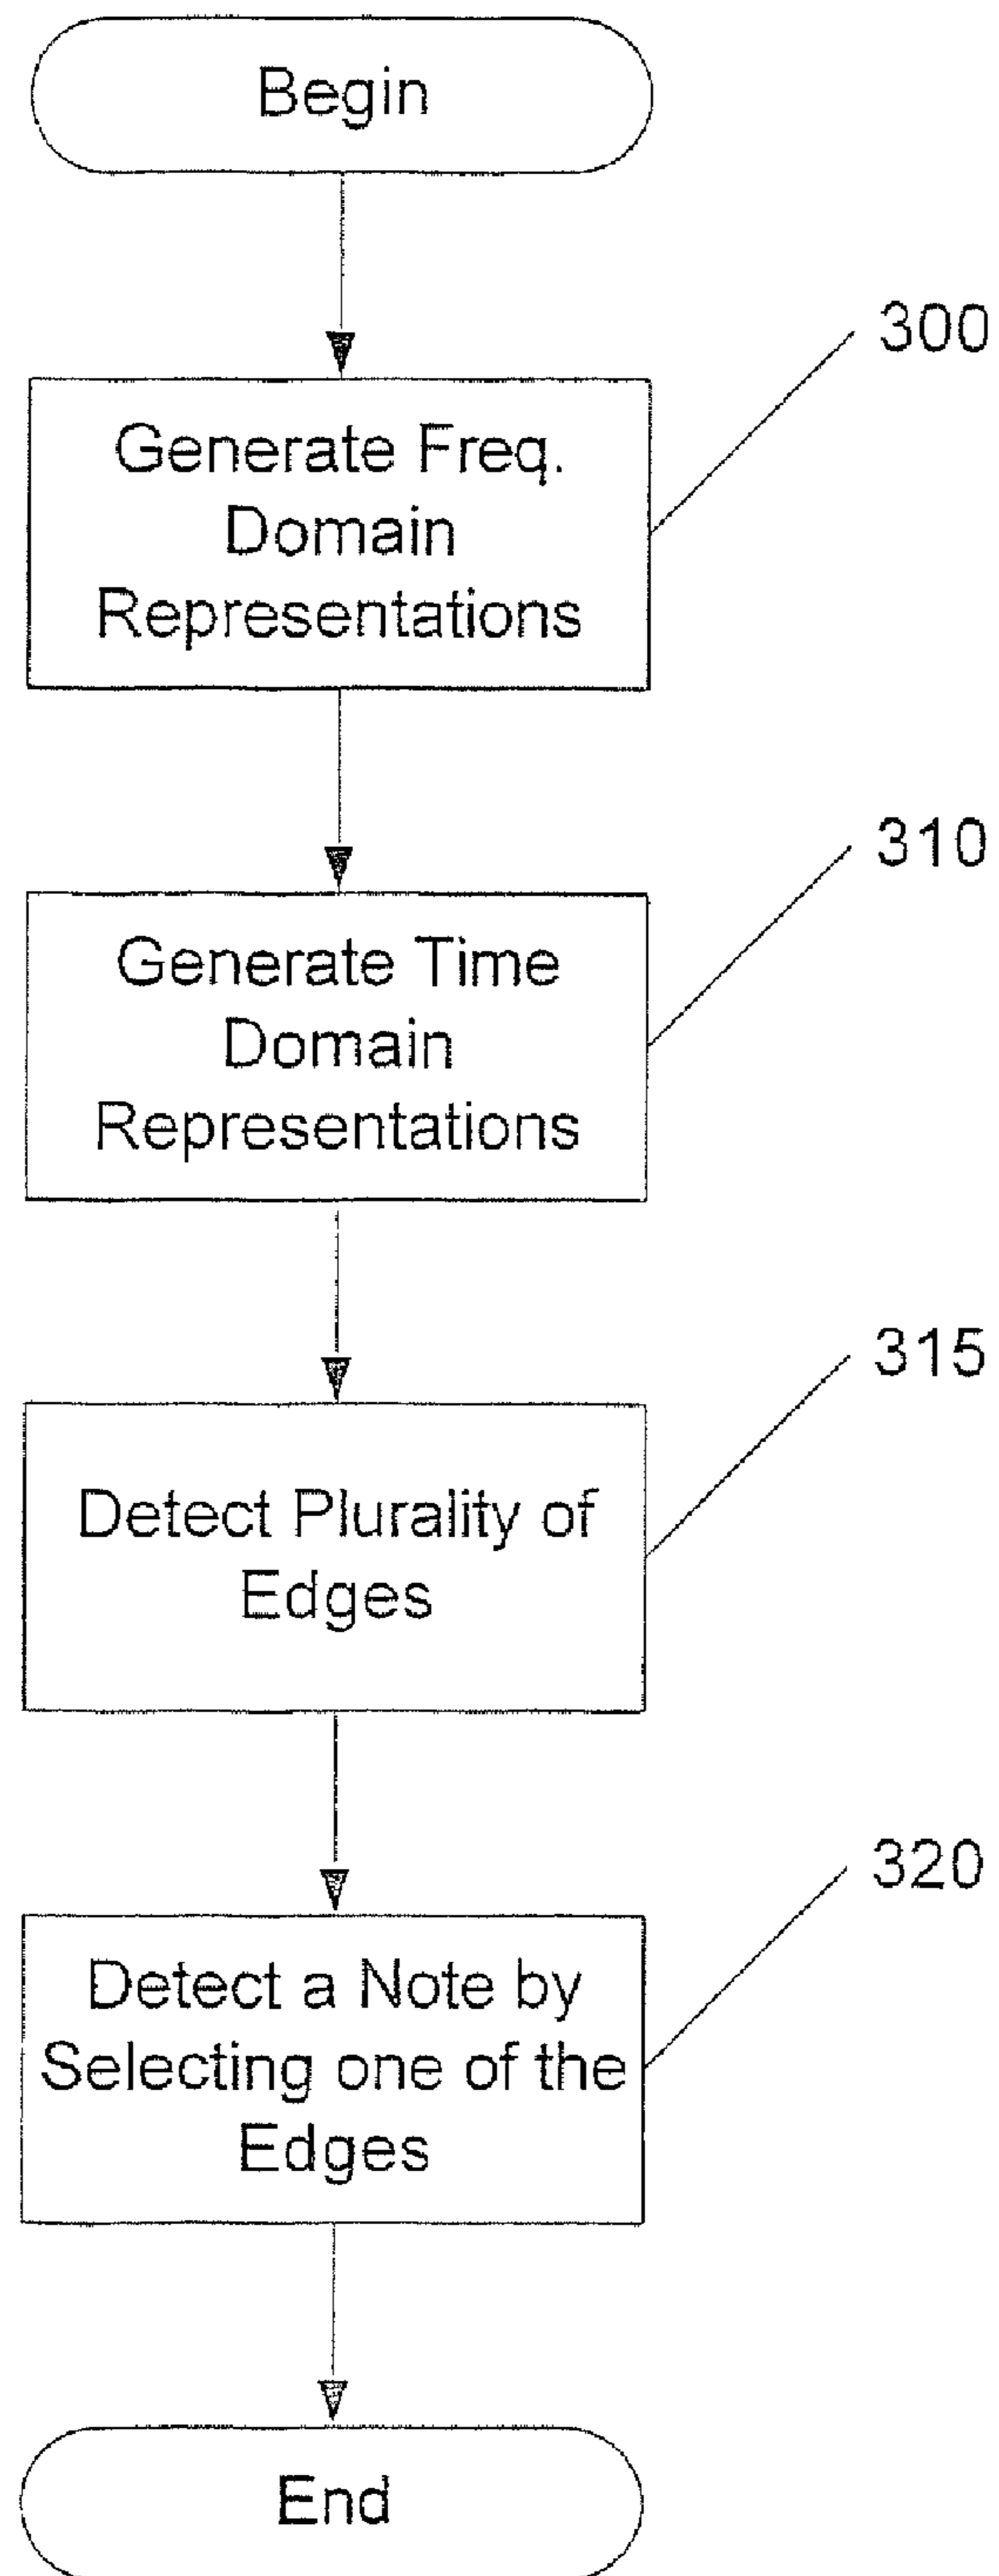 Begin
300
Generate Freq.
Domain
Representations
310
Generate Time
Domain
Representations
315
Detect Plurality of
Edges
320
Detect a Note by
Selecting one of the
Edges
End